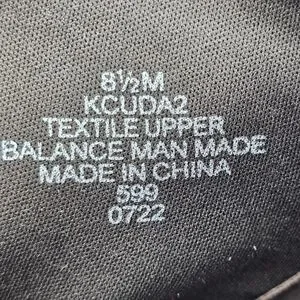 8½M
KCUDA2
TEXTILE UPPER
BALANCE MAN MADE
MADE IN CHINA
599
0722